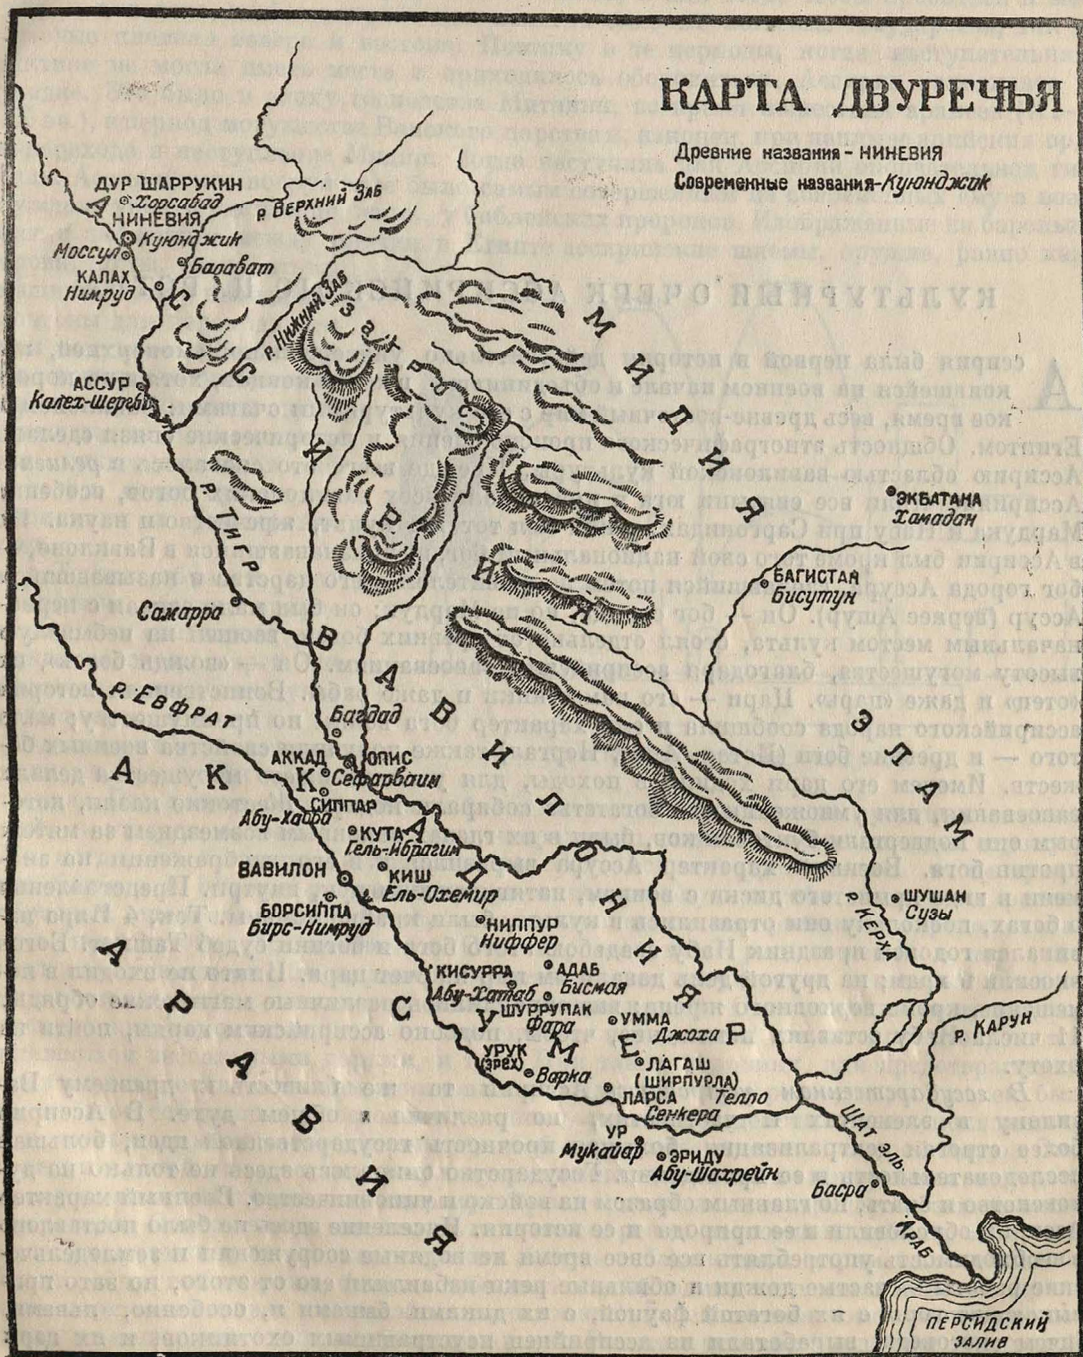 КАРТА ДВУРЕЧЬЯ
Древние названия - НИНЕВИЯ
Современные названия - Куюнджик
ДУР ШАРРУКИН
Хорсабад
НИНЕВИЯ
Куюнджик
Моссул
Балават
КАЛАХ
Нимруд
р. ВЕРХНИЙ ЗАБ
р. НИЖНИЙ ЗАБ
Загрос
АССИРИЯ
МИДИЯ
АССУР
Калех-Шергат
р. ТИГР
ЭКБАТАНА
Хамадан
БАГИСТАН
Бисутун
Самарра
р. ЕВФРАТ
ВАВИЛОНИЯ
ЭЛАМ
Багдад
АККАД
ОПИС
Сефарваим
СИППАР
Абу-Хабба
АККАД
КУТА
Тель-Ибрагим
ВАВИЛОН
КИШ
Ель-Охемир
БОРСИППА
Бирс-Нимруд
НИППУР
Ниффер
ШУШАН
Сузы
р. КЕРХА
КИСУРРА
Абу-Хатаб
АДАБ
Бисмая
ШУРРУПАК
Фара
СУМЕР
УММА
Джоха
УРУК
(ЭРЕХ)
Варка
ЛАГАШ
(ШИРПУРЛА)
Телло
ЛАРСА
Сенкера
р. КАРУН
УР
Мукайар
ЭРИДУ
Абу-Шахрейн
ШАТ ЭЛЬ АРАБ
Басра
АРАВИЯ
ПЕРСИДСКИЙ
ЗАЛИВ